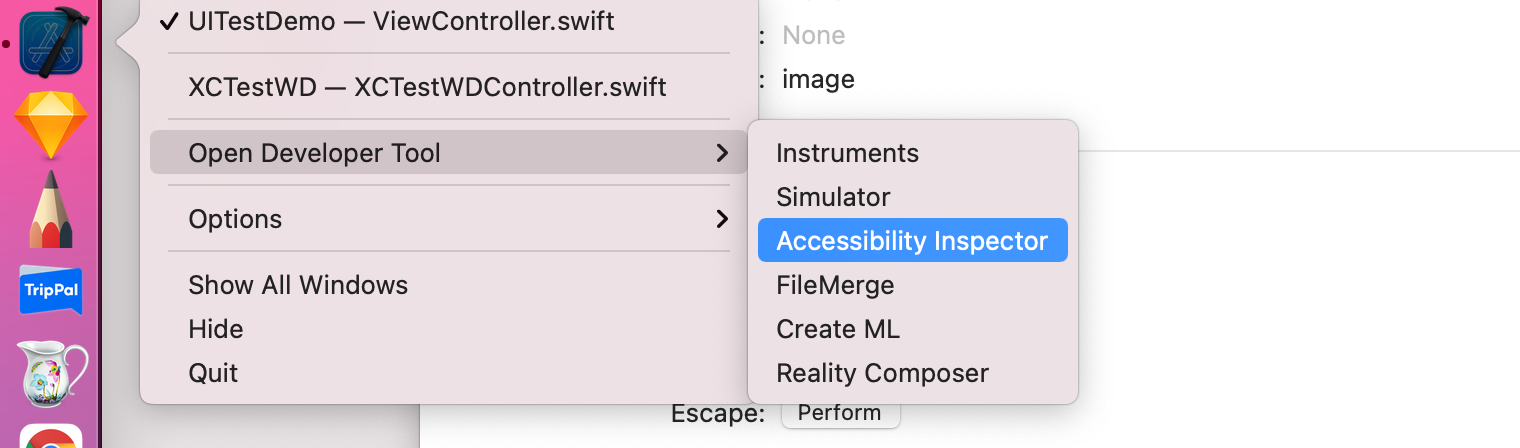 ✓ UITestDemo — ViewController.swift
: None
XCTestWD — XCTestWDController.swift
: image
Open Developer Tool
Options
Show All Windows
Hide
Quit
Instruments
Simulator
Accessibility Inspector
FileMerge
Create ML
Reality Composer
TripPal
Escape: Perform